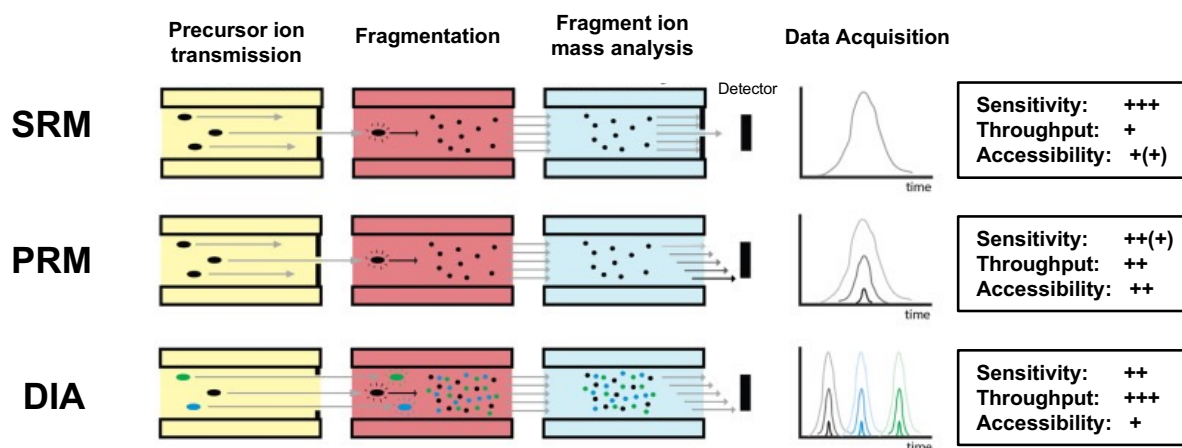 Precursor ion
transmission
Fragmentation
Fragment ion
mass analysis
Data Acquisition
Detector
SRM
time
Sensitivity: +++
Throughput: +
Accessibility: +(+)
PRM
time
Sensitivity: ++(+)
Throughput: ++
Accessibility: ++
DIA
time
Sensitivity: ++
Throughput: +++
Accessibility: +